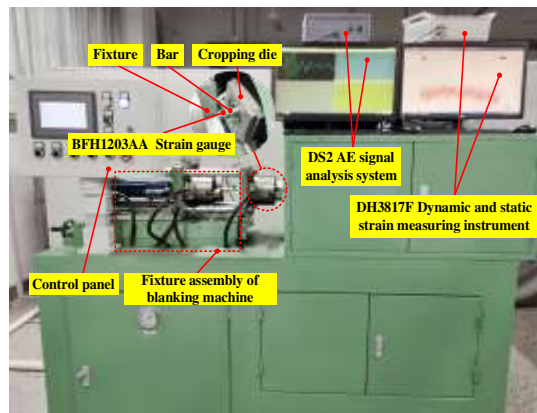 Fixture
Bar
Cropping die
BFH1203AA Strain gauge
DS2 AE signal
analysis system
DH3817F Dynamic and static
strain measuring instrument
Control panel
Fixture assembly of
blanking machine